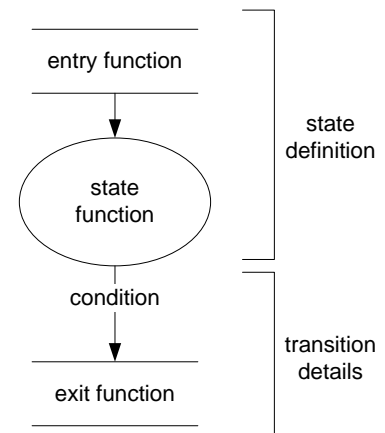 entry function
state
function
condition
exit function
state
definition
transition
details